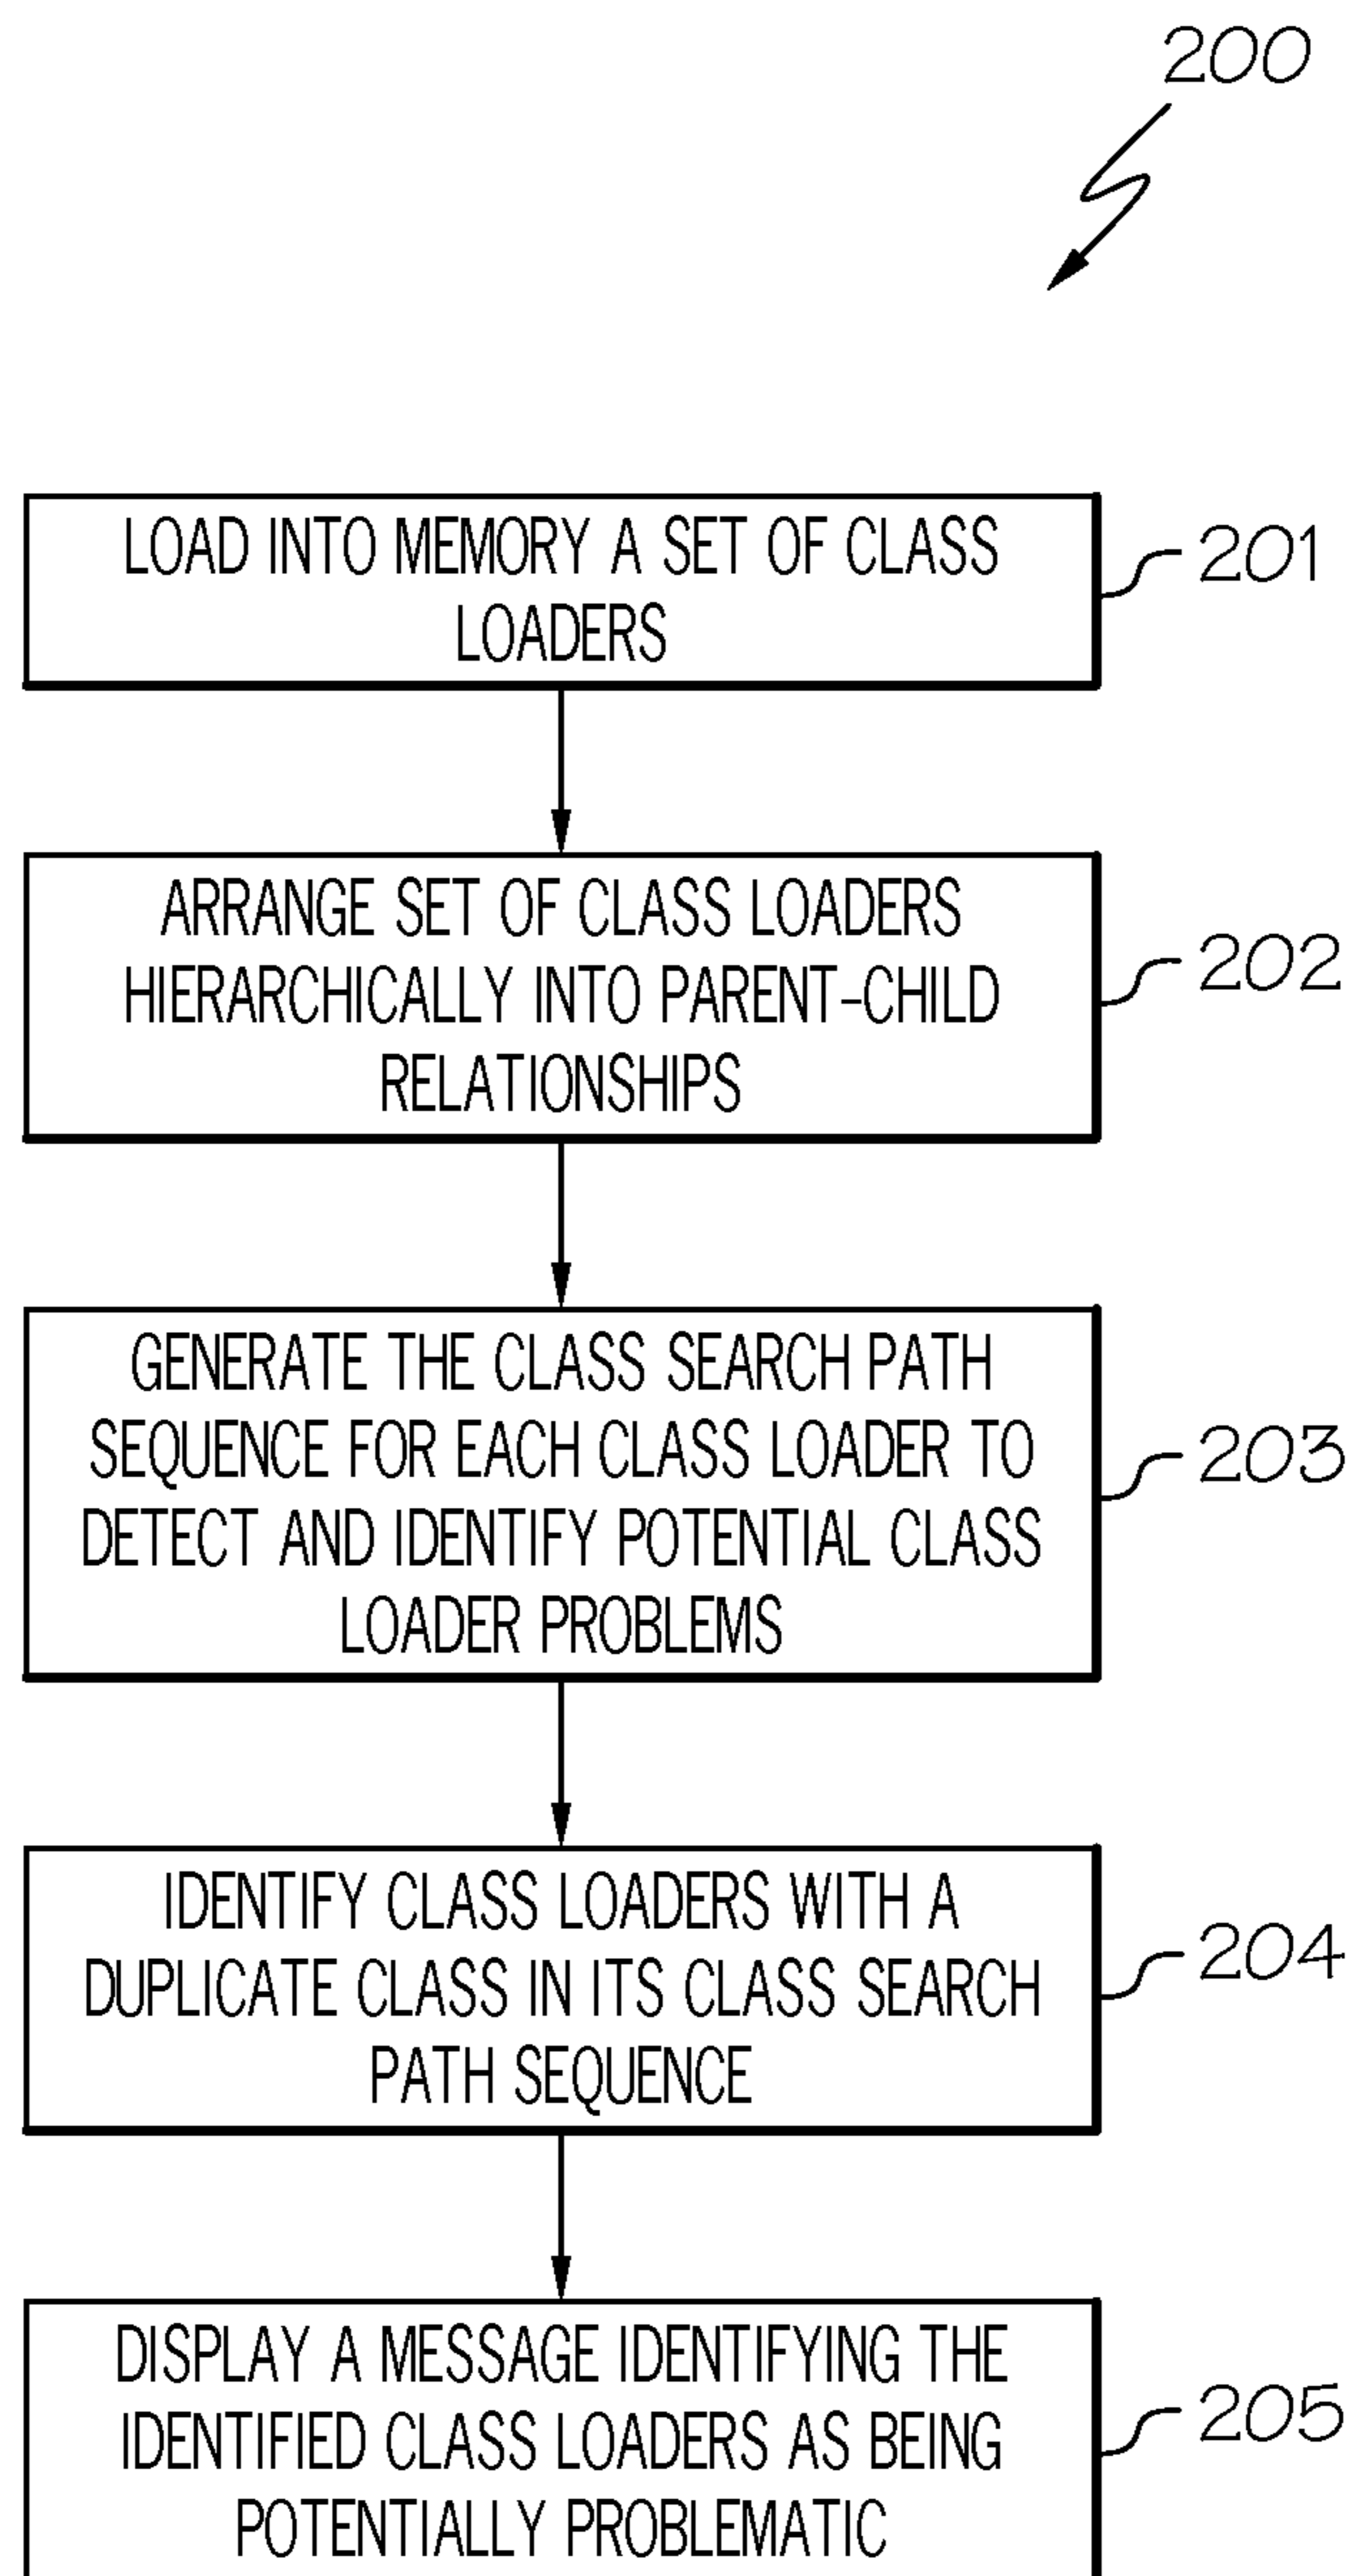 200
LOAD INTO MEMORY A SET OF CLASS
LOADERS
201
ARRANGE SET OF CLASS LOADERS
HIERARCHICALLY INTO PARENT-CHILD
RELATIONSHIPS
202
GENERATE THE CLASS SEARCH PATH
SEQUENCE FOR EACH CLASS LOADER TO
DETECT AND IDENTIFY POTENTIAL CLASS
LOADER PROBLEMS
203
IDENTIFY CLASS LOADERS WITH A
DUPLICATE CLASS IN ITS CLASS SEARCH
PATH SEQUENCE
204
DISPLAY A MESSAGE IDENTIFYING THE
IDENTIFIED CLASS LOADERS AS BEING
POTENTIALLY PROBLEMATIC
205